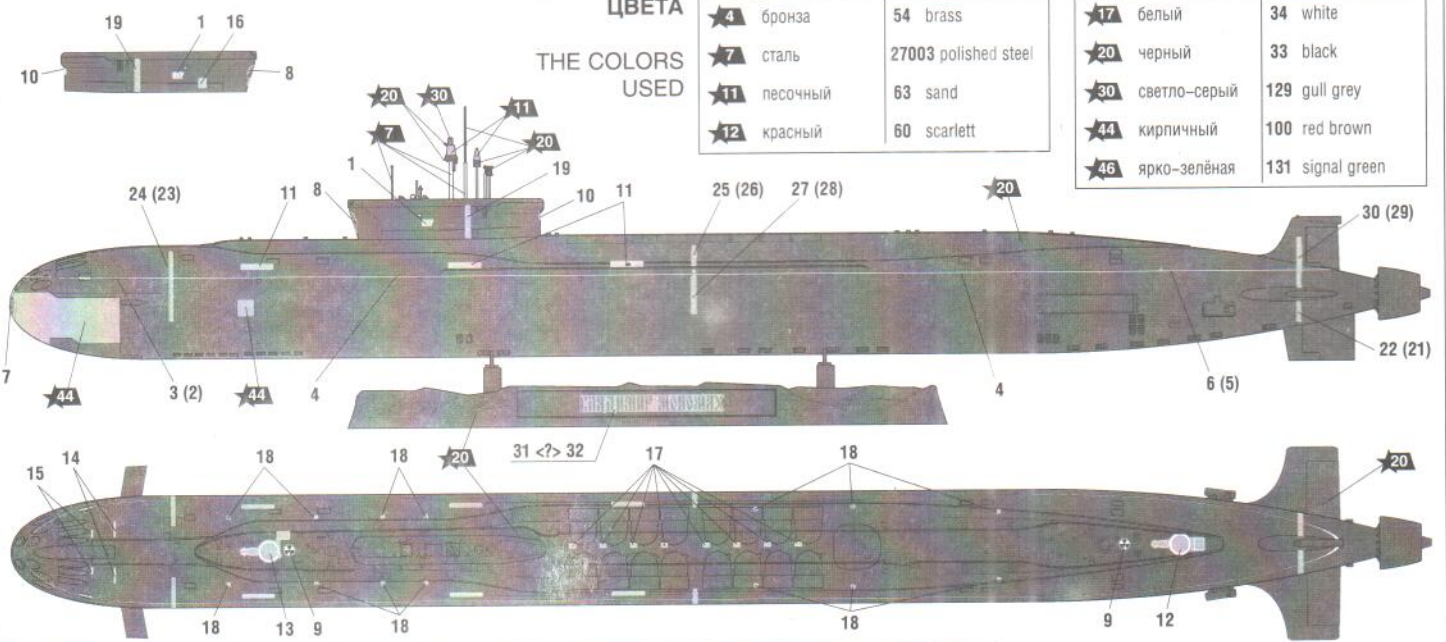 ЦВЕТА
THE COLORS
USED
4 бронза 54 brass
7 сталь 27003 polished steel
11 песочный 63 sand
12 красный 60 scarlett
17 белый 34 white
20 черный 33 black
30 светло-серый 129 gull grey
44 кирпичный 100 red brown
46 ярко-зелёная 131 signal green
19 1 16
10 8
20 30 11
7 20
1 19
8 10
24 (23) 11 11 25 (26) 27 (28) 20 30 (29)
7 44 3 (2) 44 4 4 6 (5) 22 (21)
20 31 <?> 32
15 14 18 18 17 18 20
18 13 9 18 18 9 12